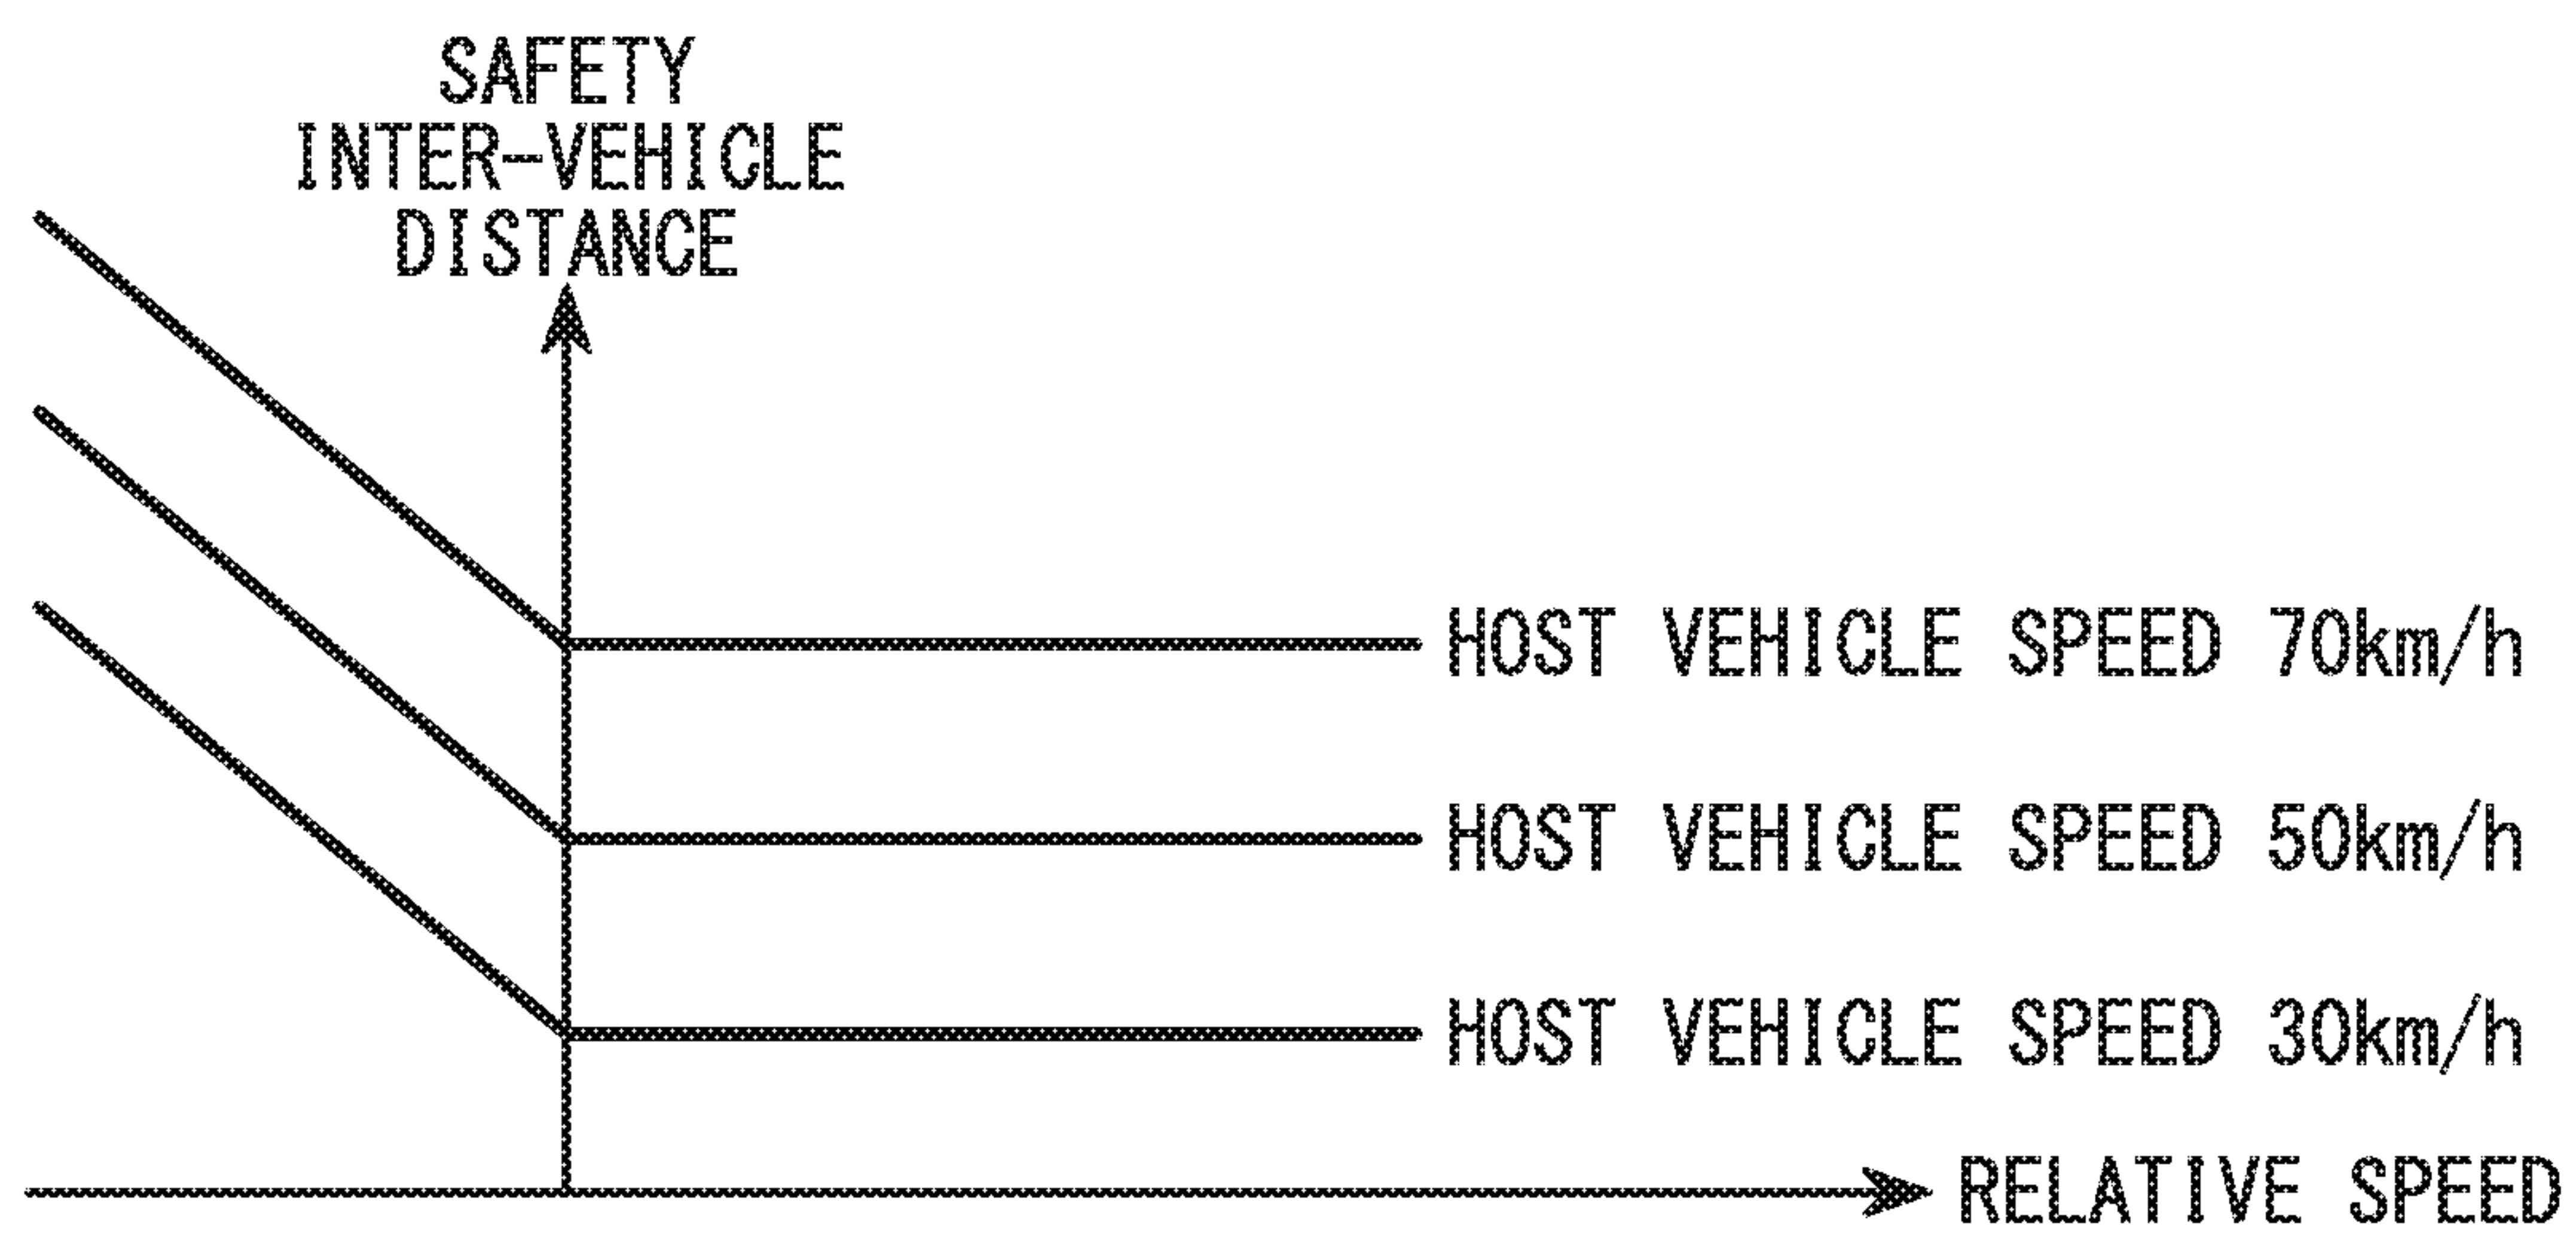 SAFETY
INTER-VEHICLE
DISTANCE
HOST VEHICLE SPEED 70km/h
HOST VEHICLE SPEED 50km/h
HOST VEHICLE SPEED 30km/h
RELATIVE SPEED